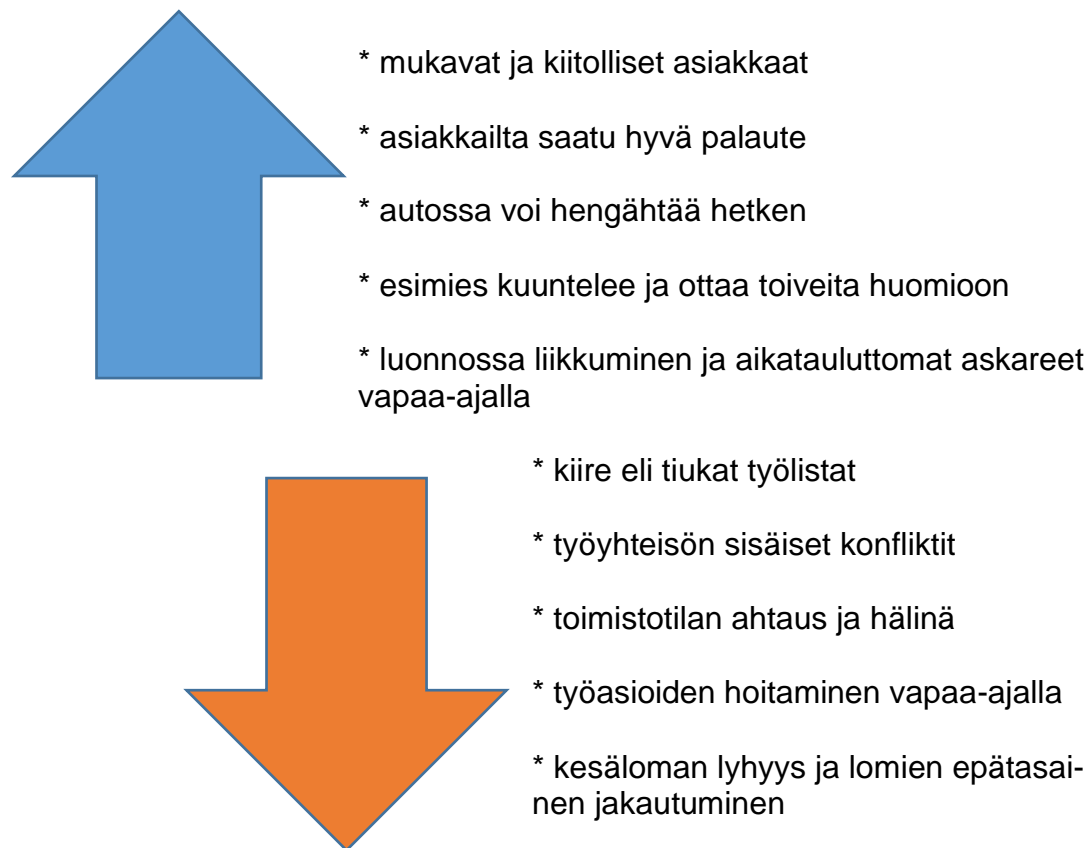 * mukavat ja kiitolliset asiakkaat
* asiakkailta saatu hyvä palaute
* autossa voi hengähtää hetken
* esimies kuuntelee ja ottaa toiveita huomioon
* luonnossa liikkuminen ja aikatauluttomat askareet
vapaa-ajalla
* kiire eli tiukat työlistat
* työyhteisön sisäiset konfliktit
* toimistotilan ahtaus ja hälinä
* työasioiden hoitaminen vapaa-ajalla
* kesäloman lyhyys ja lomien epätasai-
nen jakautuminen